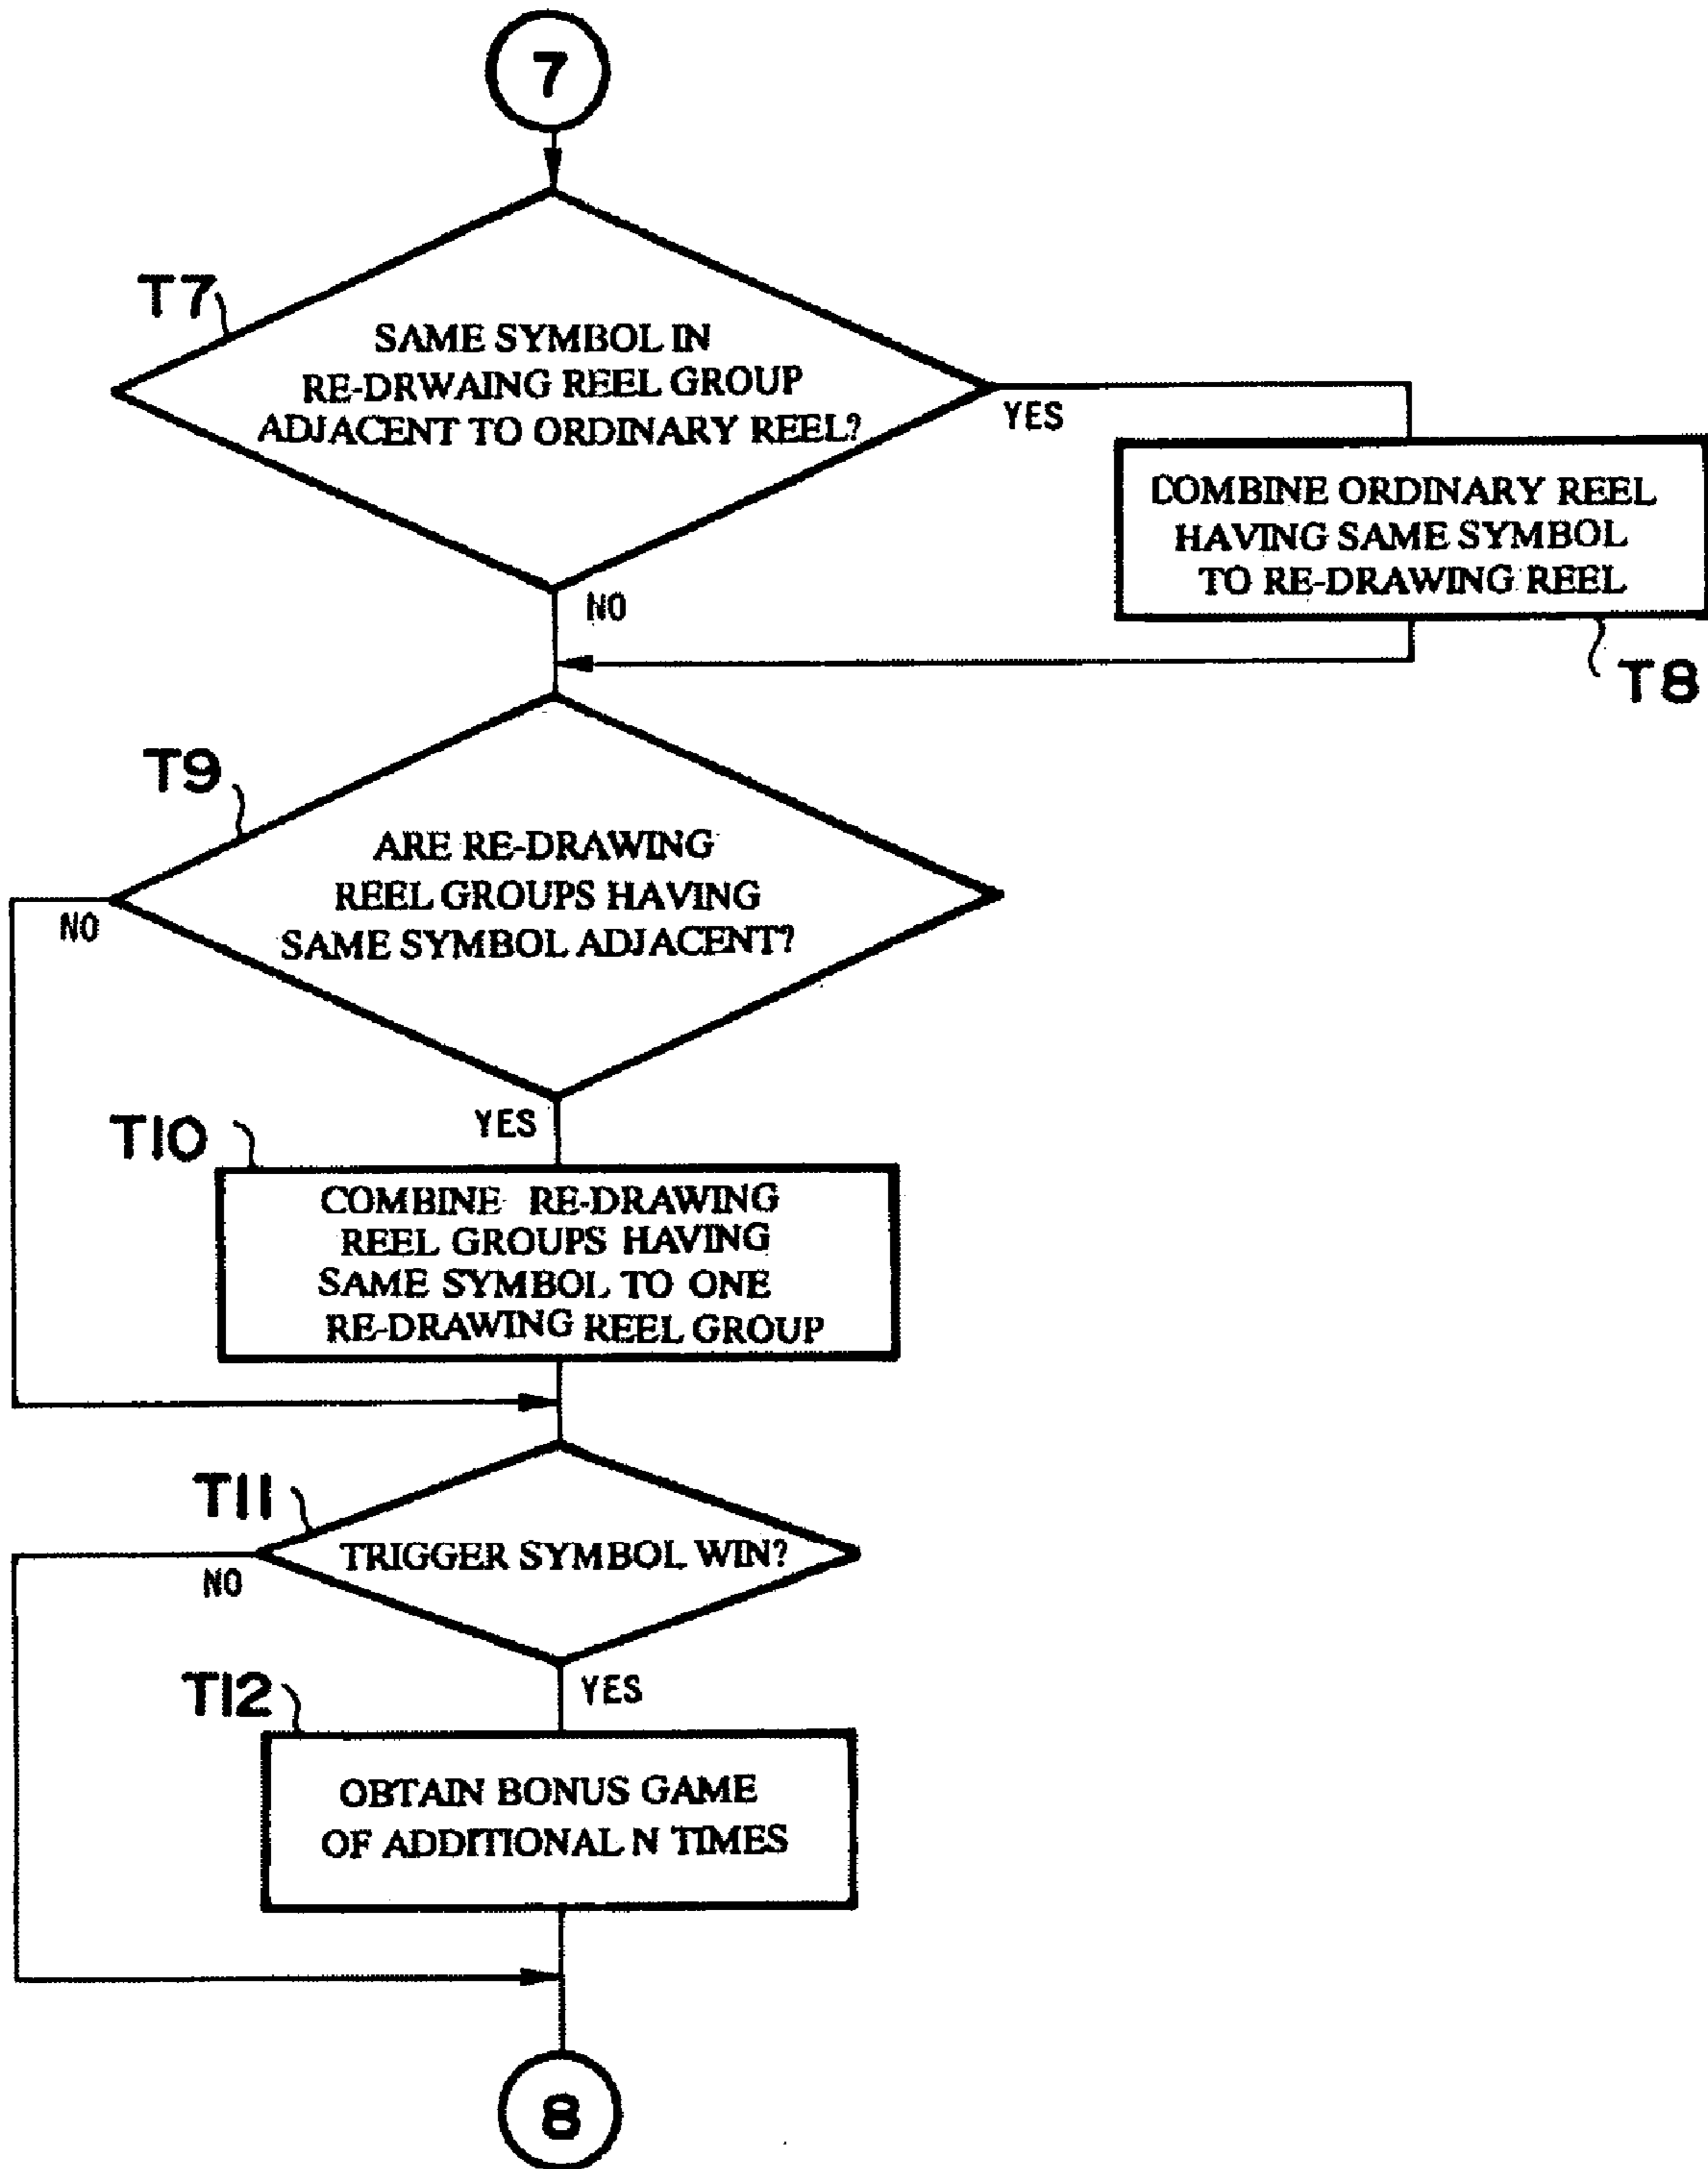 7
T7
SAME SYMBOL IN
RE-DRWAING REEL GROUP
ADJACENT TO ORDINARY REEL?
YES
COMBINE ORDINARY REEL
HAVING SAME SYMBOL
TO RE-DRAWING REEL
NO
T8
T9
ARE RE-DRAWING
REEL GROUPS HAVING
SAME SYMBOL ADJACENT?
NO
YES
T10
COMBINE RE-DRAWING
REEL GROUPS HAVING
SAME SYMBOL TO ONE
RE-DRAWING REEL GROUP
T11
TRIGGER SYMBOL WIN?
NO
YES
T12
OBTAIN BONUS GAME
OF ADDITIONAL N TIMES
8